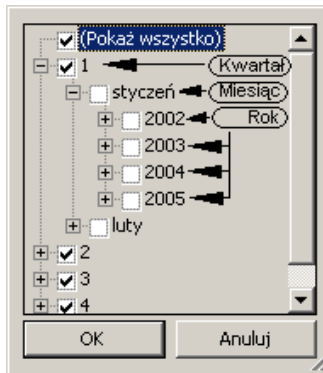 (Pokaż wszystko)
1 (Kwartał)
styczeń (Miesiąc)
2002 (Rok)
2003
2004
2005
luty
2
3
4
OK Anuluj